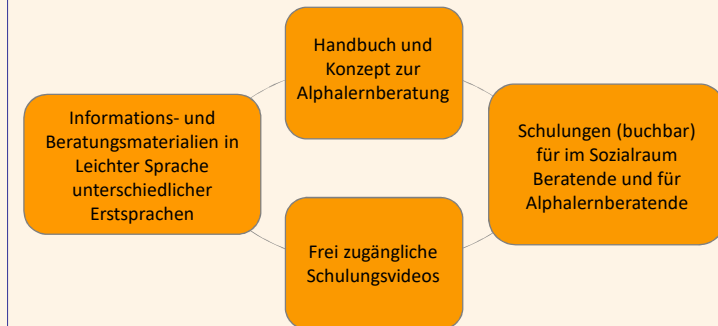 Handbuch und
Konzept zur
Alphalernberatung
Informations- und
Beratungsmaterialien in
Leichter Sprache
unterschiedlicher
Erstsprachen
Schulungen (buchbar)
für im Sozialraum
Beratende und für
Alphalernberatende
Frei zugängliche
Schulungsvideos